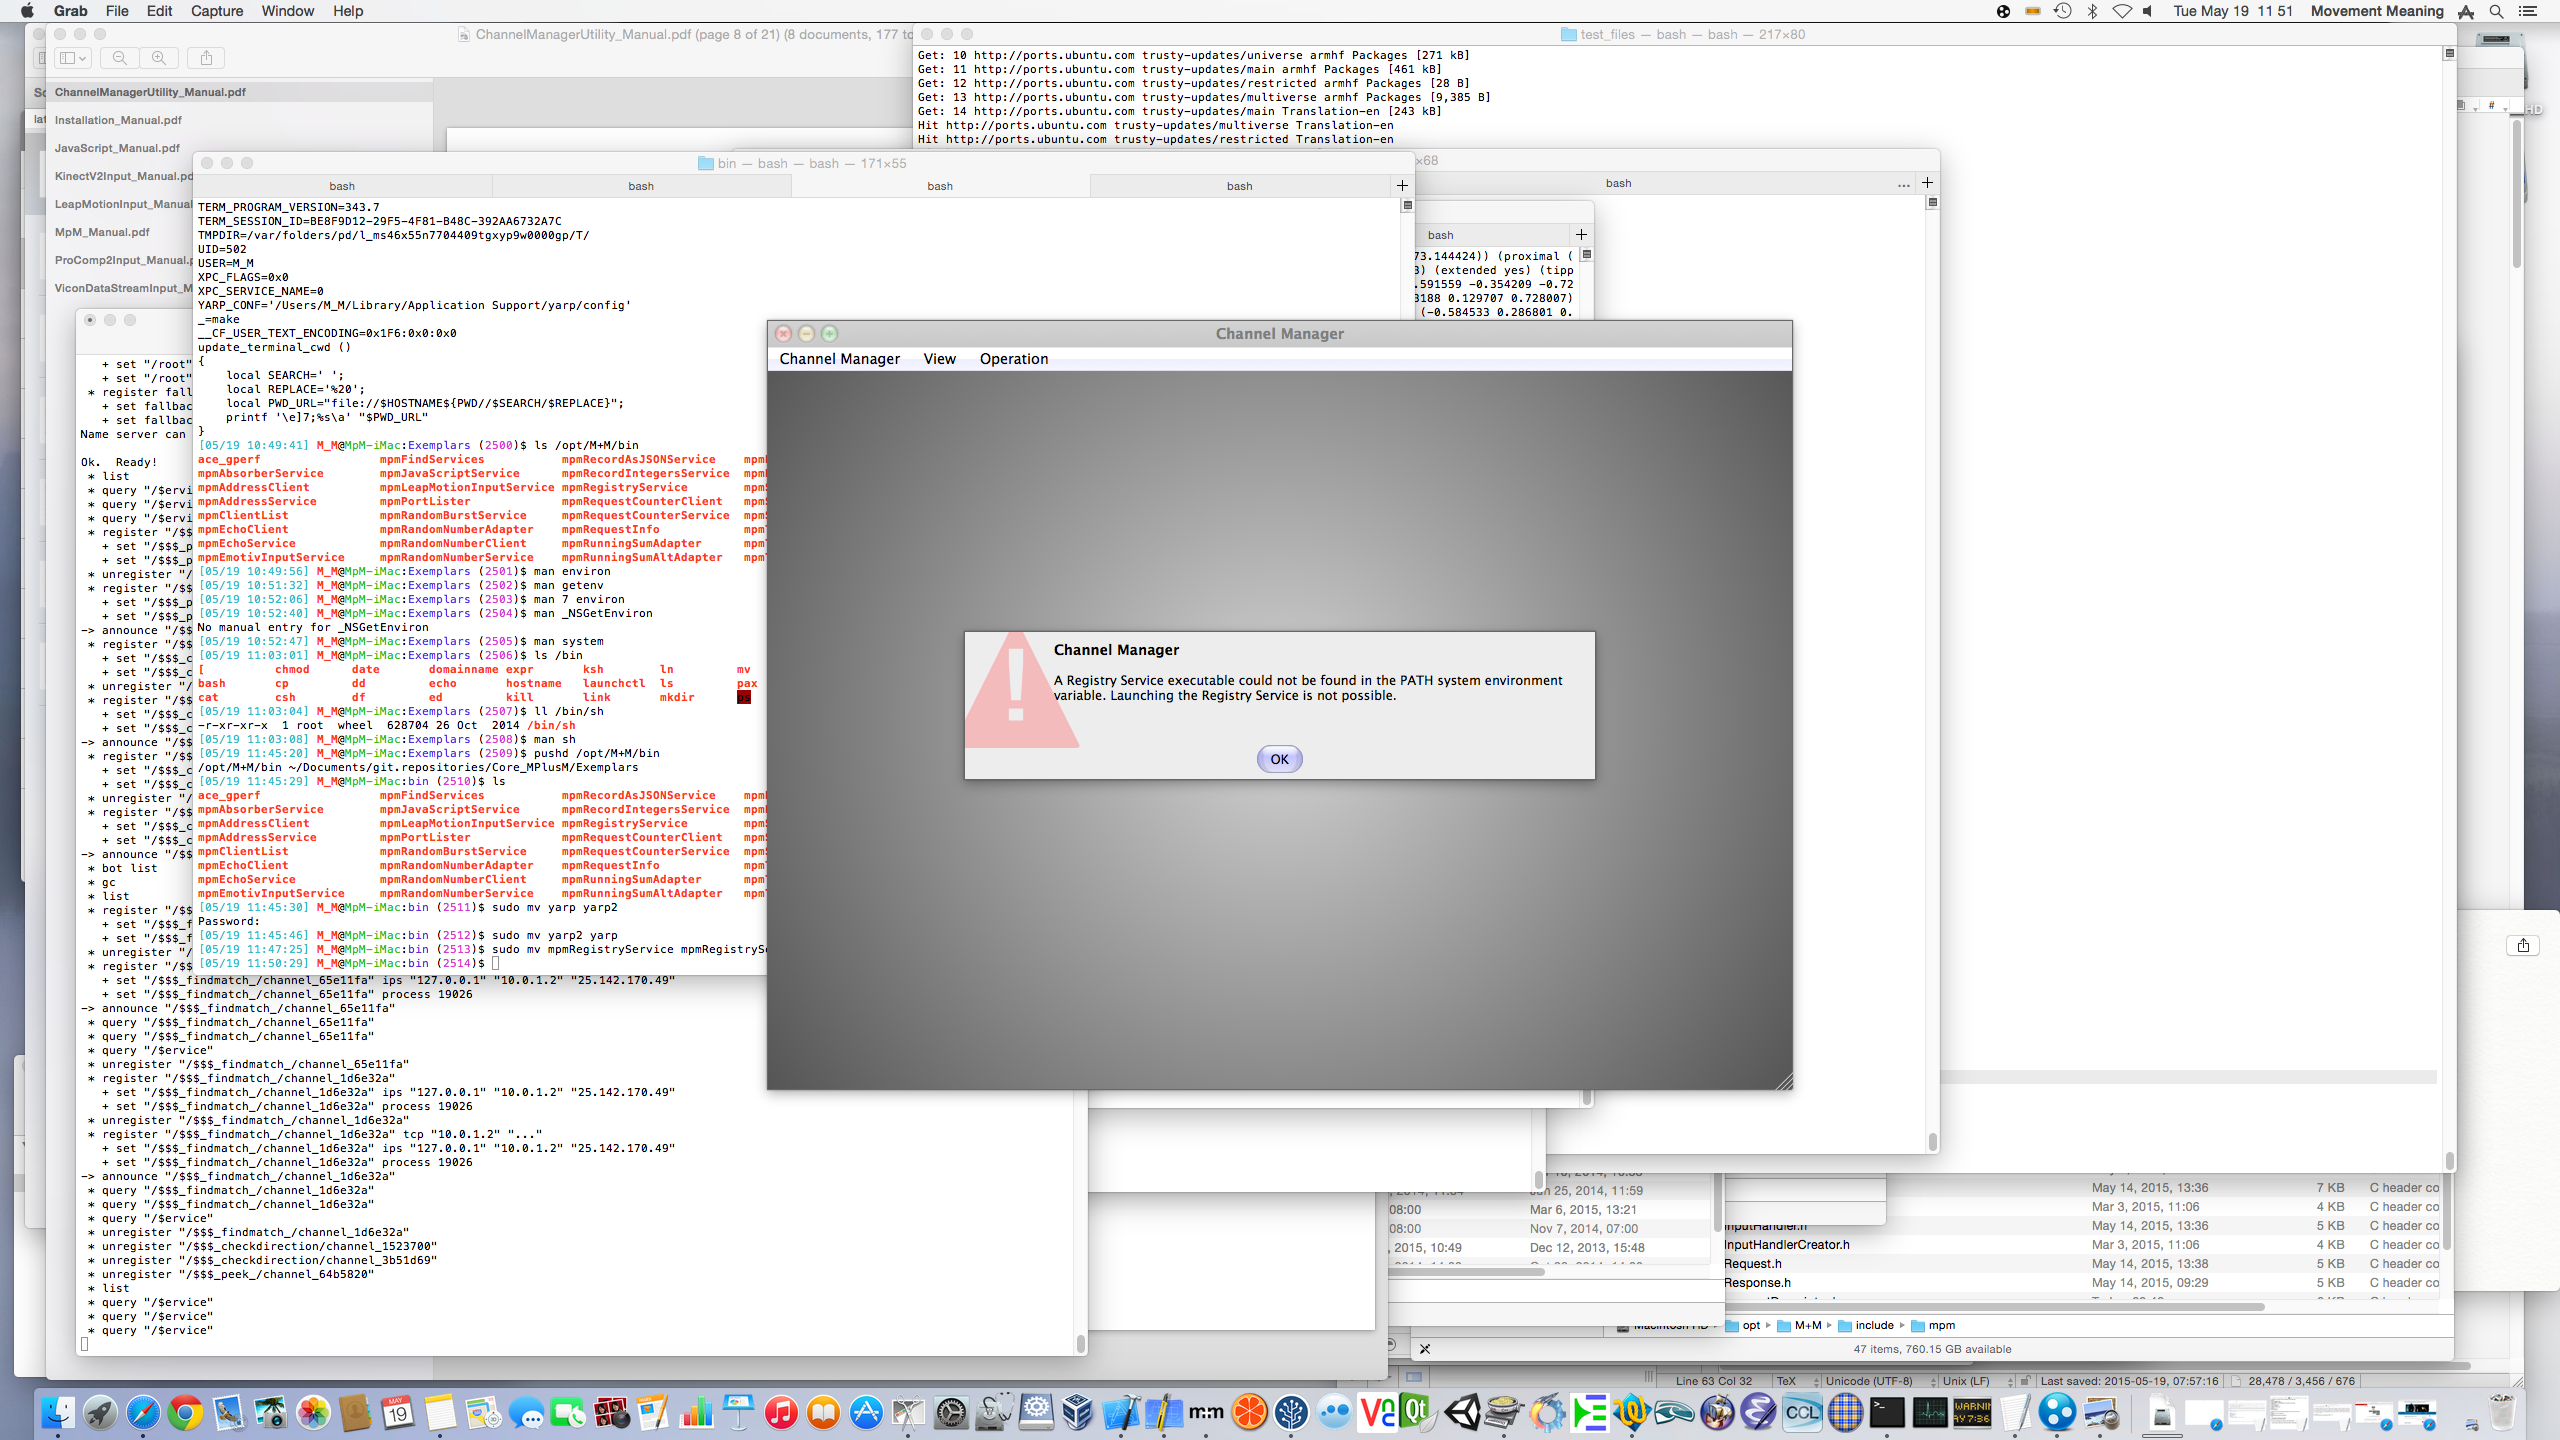 Grab File Edit Capture Window Help
Tue May 19 11 51 Movement Meaning
ChannelManagerUtility_Manual.pdf (page 8 of 21) (8 documents, 177 to
ChannelManagerUtility_Manual.pdf
Installation_Manual.pdf
JavaScript_Manual.pdf
KinectV2Input_Manual.pd
LeapMotionInput_Manual
MpM_Manual.pdf
ProComp2Input_Manual.p
ViconDataStreamInput_M
test_files — bash — bash — 217×80
Get: 10 http://ports.ubuntu.com trusty-updates/universe armhf Packages [271 kB]
Get: 11 http://ports.ubuntu.com trusty-updates/main armhf Packages [461 kB]
Get: 12 http://ports.ubuntu.com trusty-updates/restricted armhf Packages [28 B]
Get: 13 http://ports.ubuntu.com trusty-updates/multiverse armhf Packages [9,385 B]
Get: 14 http://ports.ubuntu.com trusty-updates/main Translation-en [243 kB]
Hit http://ports.ubuntu.com trusty-updates/multiverse Translation-en
Hit http://ports.ubuntu.com trusty-updates/restricted Translation-en
bin — bash — bash — 171×55
bash bash bash bash
TERM_PROGRAM_VERSION=343.7
TERM_SESSION_ID=BE8F9D12-29F5-4F81-B48C-392AA6732A7C
TMPDIR=/var/folders/pd/l_ms46x55n7704409tgxyp9w0000gp/T/
UID=502
USER=M_M
XPC_FLAGS=0x0
XPC_SERVICE_NAME=0
YARP_CONF='/Users/M_M/Library/Application Support/yarp/config'
_=make
__CF_USER_TEXT_ENCODING=0x1F6:0x0:0x0
update_terminal_cwd ()
{
local SEARCH=' ';
local REPLACE='%20';
local PWD_URL="file://$HOSTNAME${PWD//$SEARCH/$REPLACE}";
printf '\e]7;%s\a' "$PWD_URL"
}
[05/19 10:49:41] M_M@MpM-iMac:Exemplars (2500)$ ls /opt/M+M/bin
ace_gperf mpmFindServices mpmRecordAsJSONService
mpmAbsorberService mpmJavaScriptService mpmRecordIntegersService
mpmAddressClient mpmLeapMotionInputService mpmRegistryService
mpmAddressService mpmPortLister mpmRequestCounterClient
mpmClientList mpmRandomBurstService mpmRequestCounterService
mpmEchoClient mpmRandomNumberAdapter mpmRequestInfo
mpmEchoService mpmRandomNumberClient mpmRunningSumAdapter
mpmEmotivInputService mpmRandomNumberService mpmRunningSumAltAdapter
[05/19 10:49:56] M_M@MpM-iMac:Exemplars (2501)$ man environ
[05/19 10:51:32] M_M@MpM-iMac:Exemplars (2502)$ man getenv
[05/19 10:52:06] M_M@MpM-iMac:Exemplars (2503)$ man 7 environ
[05/19 10:52:40] M_M@MpM-iMac:Exemplars (2504)$ man _NSGetEnviron
No manual entry for _NSGetEnviron
[05/19 10:52:47] M_M@MpM-iMac:Exemplars (2505)$ man system
[05/19 11:03:01] M_M@MpM-iMac:Exemplars (2506)$ ls /bin
[ chmod date domainname expr ksh ln mv
bash cp dd echo hostname launchctl ls pax
cat csh df ed kill link mkdir ps
[05/19 11:03:04] M_M@MpM-iMac:Exemplars (2507)$ ll /bin/sh
-r-xr-xr-x 1 root wheel 628704 26 Oct 2014 /bin/sh
[05/19 11:03:08] M_M@MpM-iMac:Exemplars (2508)$ man sh
[05/19 11:45:20] M_M@MpM-iMac:Exemplars (2509)$ pushd /opt/M+M/bin
/opt/M+M/bin ~/Documents/git.repositories/Core_MPlusM/Exemplars
[05/19 11:45:29] M_M@MpM-iMac:bin (2510)$ ls
ace_gperf mpmFindServices mpmRecordAsJSONService
mpmAbsorberService mpmJavaScriptService mpmRecordIntegersService
mpmAddressClient mpmLeapMotionInputService mpmRegistryService
mpmAddressService mpmPortLister mpmRequestCounterClient
mpmClientList mpmRandomBurstService mpmRequestCounterService
mpmEchoClient mpmRandomNumberAdapter mpmRequestInfo
mpmEchoService mpmRandomNumberClient mpmRunningSumAdapter
mpmEmotivInputService mpmRandomNumberService mpmRunningSumAltAdapter
[05/19 11:45:30] M_M@MpM-iMac:bin (2511)$ sudo mv yarp yarp2
Password:
[05/19 11:45:46] M_M@MpM-iMac:bin (2512)$ sudo mv yarp2 yarp
[05/19 11:47:25] M_M@MpM-iMac:bin (2513)$ sudo mv mpmRegistryService mpmRegistrySe
[05/19 11:50:29] M_M@MpM-iMac:bin (2514)$
×68
bash ...
bash
73.144424)) (proximal (
3) (extended yes) (tipp
.591559 -0.354209 -0.72
3188 0.129707 0.728007)
(-0.584533 0.286801 0.
Channel Manager
Channel Manager View Operation
Channel Manager
A Registry Service executable could not be found in the PATH system environment
variable. Launching the Registry Service is not possible.
OK
+ set "/root"
+ set "/root"
* register fall
+ set fallbac
+ set fallbac
Name server can
Ok. Ready!
* list
* query "/$ervi
* query "/$ervi
* query "/$ervi
* register "/$$
+ set "/$$$_p
+ set "/$$$_p
* unregister "/
* register "/$$
+ set "/$$$_p
+ set "/$$$_p
-> announce "/$$
* register "/$$
+ set "/$$$_c
+ set "/$$$_c
* unregister "/
* register "/$$
+ set "/$$$_c
+ set "/$$$_c
-> announce "/$$
* register "/$$
+ set "/$$$_c
+ set "/$$$_c
* unregister "/
* register "/$$
+ set "/$$$_c
+ set "/$$$_c
-> announce "/$$
* bot list
* gc
* list
* register "/$$
+ set "/$$$_f
+ set "/$$$_f
* unregister "/
* register "/$$
+ set "/$$$_findmatch_/channel_65e11fa" ips "127.0.0.1" "10.0.1.2" "25.142.170.49"
+ set "/$$$_findmatch_/channel_65e11fa" process 19026
-> announce "/$$$_findmatch_/channel_65e11fa"
* query "/$$$_findmatch_/channel_65e11fa"
* query "/$$$_findmatch_/channel_65e11fa"
* query "/$ervice"
* unregister "/$$$_findmatch_/channel_65e11fa"
* register "/$$$_findmatch_/channel_1d6e32a"
+ set "/$$$_findmatch_/channel_1d6e32a" ips "127.0.0.1" "10.0.1.2" "25.142.170.49"
+ set "/$$$_findmatch_/channel_1d6e32a" process 19026
* unregister "/$$$_findmatch_/channel_1d6e32a"
* register "/$$$_findmatch_/channel_1d6e32a" tcp "10.0.1.2" "..."
+ set "/$$$_findmatch_/channel_1d6e32a" ips "127.0.0.1" "10.0.1.2" "25.142.170.49"
+ set "/$$$_findmatch_/channel_1d6e32a" process 19026
-> announce "/$$$_findmatch_/channel_1d6e32a"
* query "/$$$_findmatch_/channel_1d6e32a"
* query "/$$$_findmatch_/channel_1d6e32a"
* query "/$ervice"
* unregister "/$$$_findmatch_/channel_1d6e32a"
* unregister "/$$$_checkdirection/channel_1523700"
* unregister "/$$$_checkdirection/channel_3b51d69"
* unregister "/$$$_peek_/channel_64b5820"
* list
* query "/$ervice"
* query "/$ervice"
* query "/$ervice"
Jun 25, 2014, 11:59
08:00 Mar 6, 2015, 13:21
08:00 Nov 7, 2014, 07:00
2015, 10:49 Dec 12, 2013, 15:48
May 14, 2015, 13:36 7 KB C header co
Mar 3, 2015, 11:06 4 KB C header co
InputHandler.h May 14, 2015, 13:36 5 KB C header co
InputHandlerCreator.h Mar 3, 2015, 11:06 4 KB C header co
Request.h May 14, 2015, 13:38 5 KB C header co
Response.h May 14, 2015, 09:29 5 KB C header co
Macintosh HD opt M+M include mpm
47 items, 760.15 GB available
Line 63 Col 32 TeX Unicode (UTF-8) Unix (LF) Last saved: 2015-05-19, 07:57:16 28,478 / 3,456 / 676
MAY
19
m:m
CCL